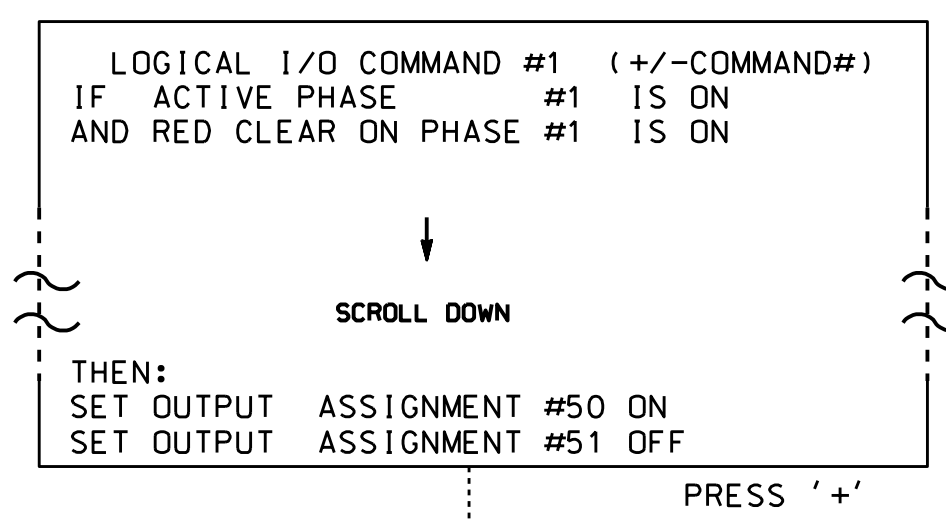 LOGICAL I/O COMMAND #1 (+/-COMMAND#)
IF ACTIVE PHASE #1 IS ON
AND RED CLEAR ON PHASE #1 IS ON
SCROLL DOWN
THEN:
SET OUTPUT ASSIGNMENT #50 ON
SET OUTPUT ASSIGNMENT #51 OFF
PRESS '+'